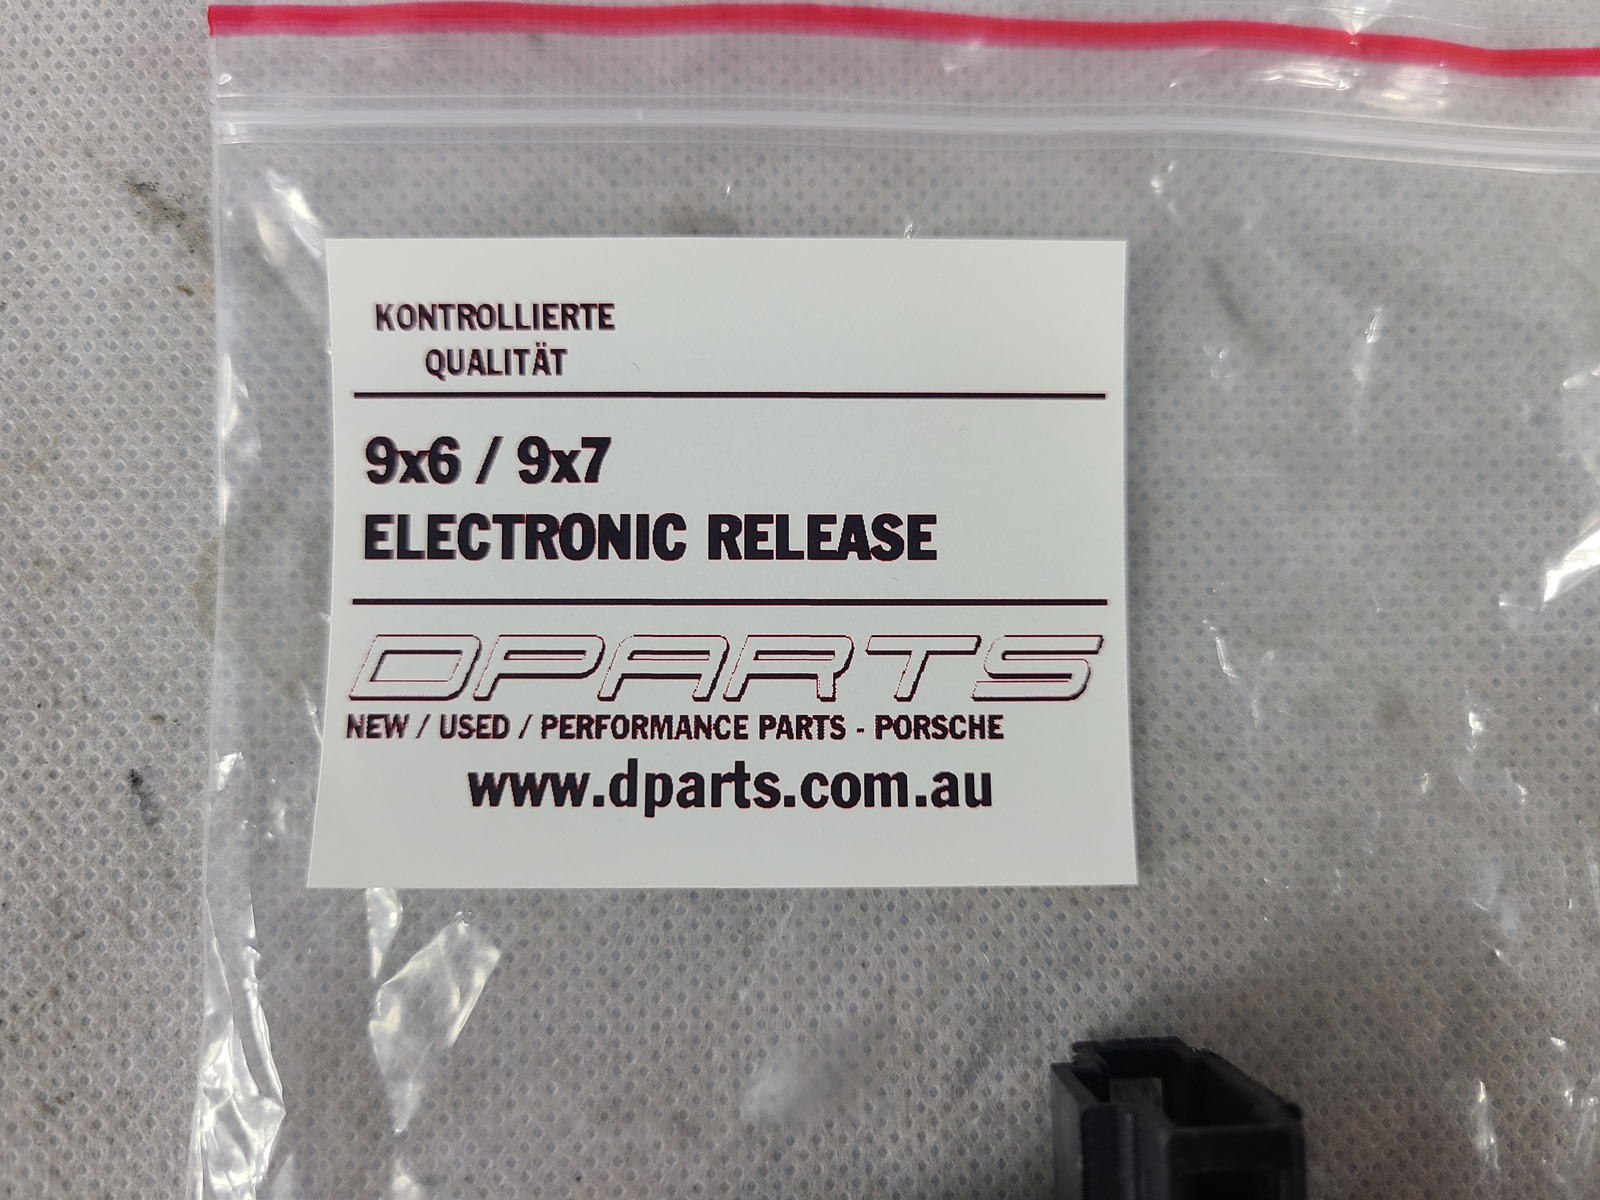 KONTROLLIERTE
QUALITÄT
9x6 / 9x7
ELECTRONIC RELEASE
DPARTS
NEW / USED / PERFORMANCE PARTS - PORSCHE
www.dparts.com.au